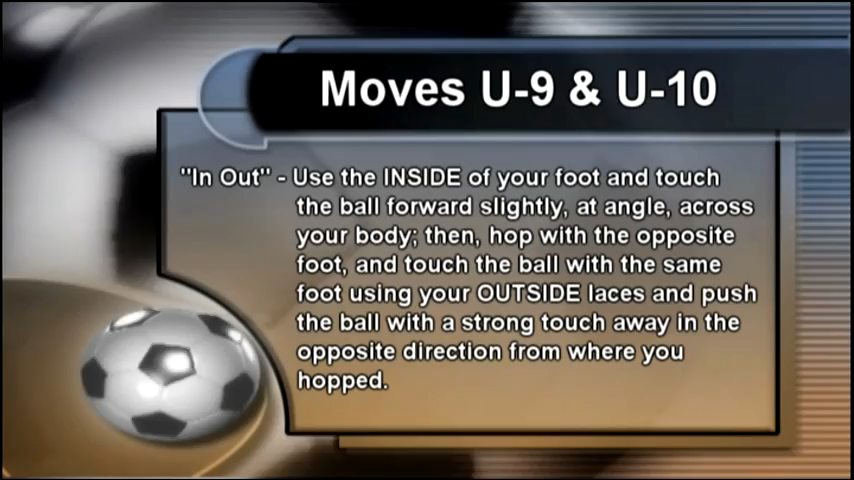 Moves U-9 & U-10
"In Out" - Use the INSIDE of your foot and touch
the ball forward slightly, at angle, across
your body; then, hop with the opposite
foot, and touch the ball with the same
foot using your OUTSIDE laces and push
the ball with a strong touch away in the
opposite direction from where you
hopped.